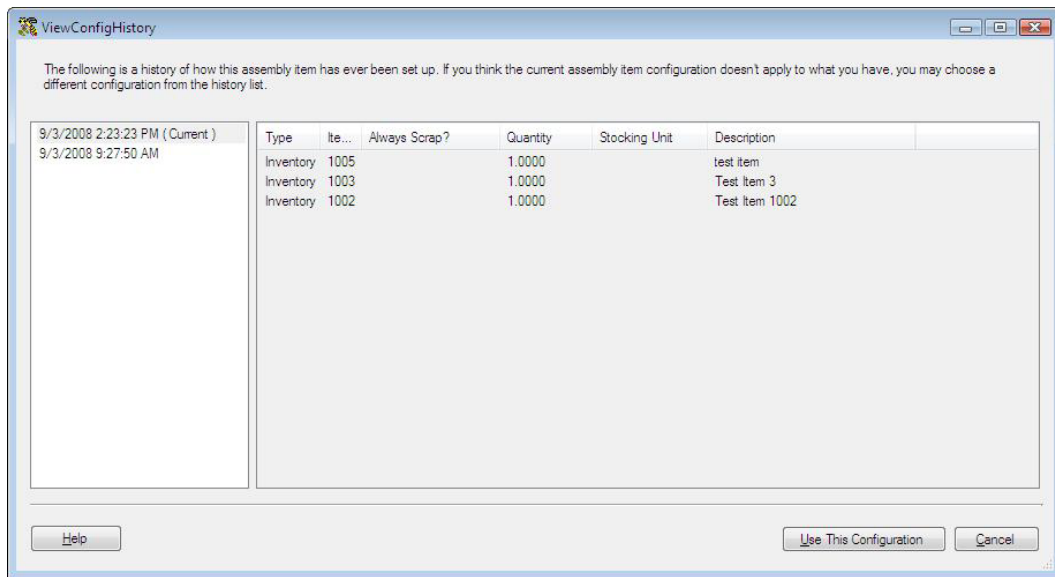 ViewConfigHistory
The following is a history of how this assembly item has ever been set up. If you think the current assembly item configuration doesn't apply to what you have, you may choose a
different configuration from the history list.
9/3/2008 2:23:23 PM ( Current )
9/3/2008 9:27:50 AM
Type Ite... Always Scrap? Quantity Stocking Unit Description
Inventory 1005 1.0000 test item
Inventory 1003 1.0000 Test Item 3
Inventory 1002 1.0000 Test Item 1002
Help Use This Configuration Cancel